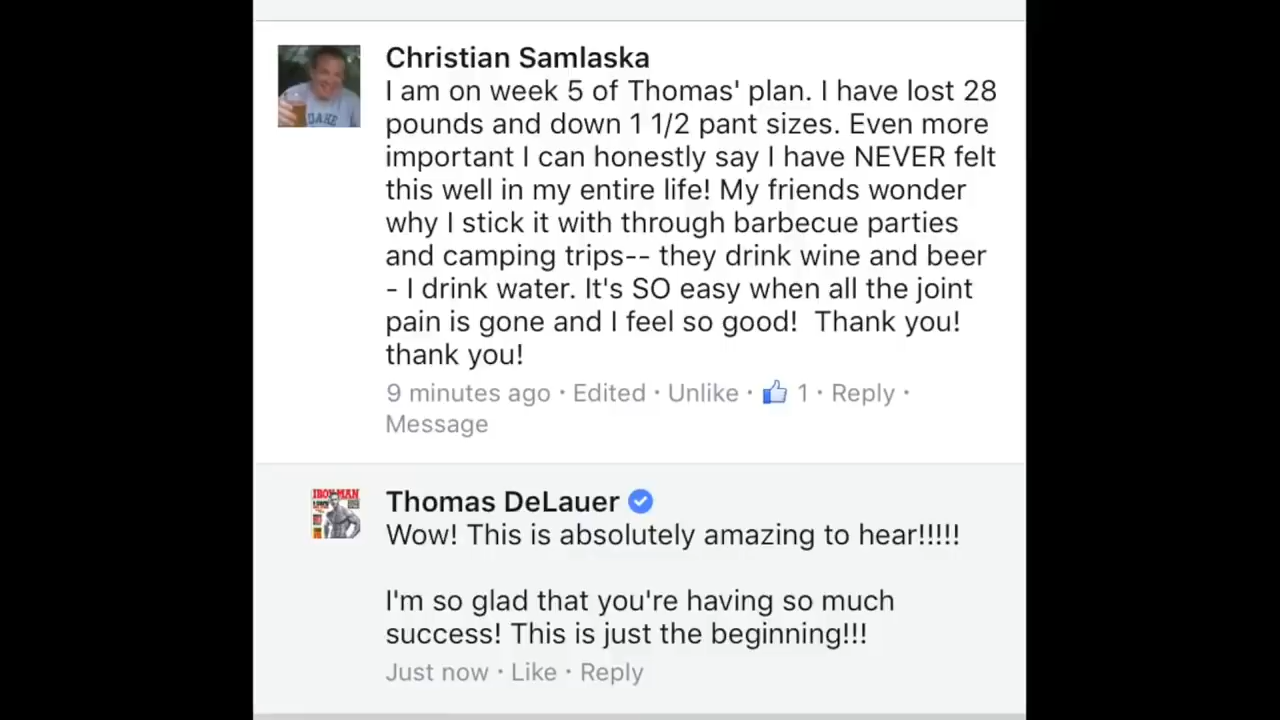 Christian Samlaska
I am on week 5 of Thomas' plan. I have lost 28
pounds and down 1 1/2 pant sizes. Even more
important I can honestly say I have NEVER felt
this well in my entire life! My friends wonder
why I stick it with through barbecue parties
and camping trips-- they drink wine and beer
- I drink water. It's SO easy when all the joint
pain is gone and I feel so good!  Thank you!
thank you!
9 minutes ago · Edited · Unlike · 1 · Reply ·
Message
IRON MAN
Thomas DeLauer
Wow! This is absolutely amazing to hear!!!!!
I'm so glad that you're having so much
success! This is just the beginning!!!
Just now · Like · Reply